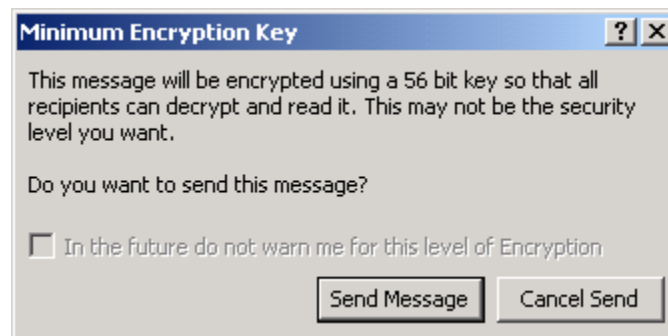 Minimum Encryption Key
This message will be encrypted using a 56 bit key so that all
recipients can decrypt and read it. This may not be the security
level you want.
Do you want to send this message?
In the future do not warn me for this level of Encryption
Send Message
Cancel Send